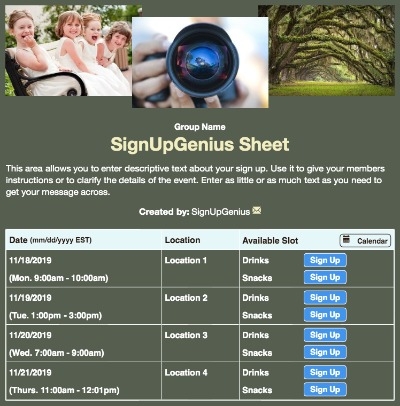 Group Name
SignUpGenius Sheet
This area allows you to enter descriptive text about your sign up. Use it to give your members
instructions or to clarify the details of the event. Enter as little or as much text as you need to
get your message across.
Created by: SignUpGenius
Date (mm/dd/yyyy EST) Location Available Slot Calendar
11/18/2019 Location 1 Drinks Sign Up
(Mon. 9:00am - 10:00am) Snacks Sign Up
11/19/2019 Location 2 Drinks Sign Up
(Tue. 1:00pm - 3:00pm) Snacks Sign Up
11/20/2019 Location 3 Drinks Sign Up
(Wed. 7:00am - 9:00am) Snacks Sign Up
11/21/2019 Location 4 Drinks Sign Up
(Thurs. 11:00am - 12:01pm) Snacks Sign Up